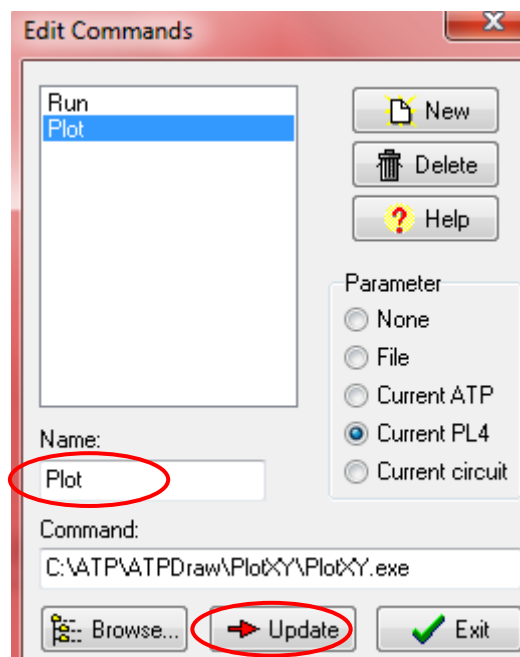 Edit Commands
Run
Plot
New
Delete
Help
Parameter
None
File
Current ATP
Current PL4
Current circuit
Name:
Plot
Command:
C:\ATP\ATPDraw\PlotXY\PlotXY.exe
Browse... Update Exit